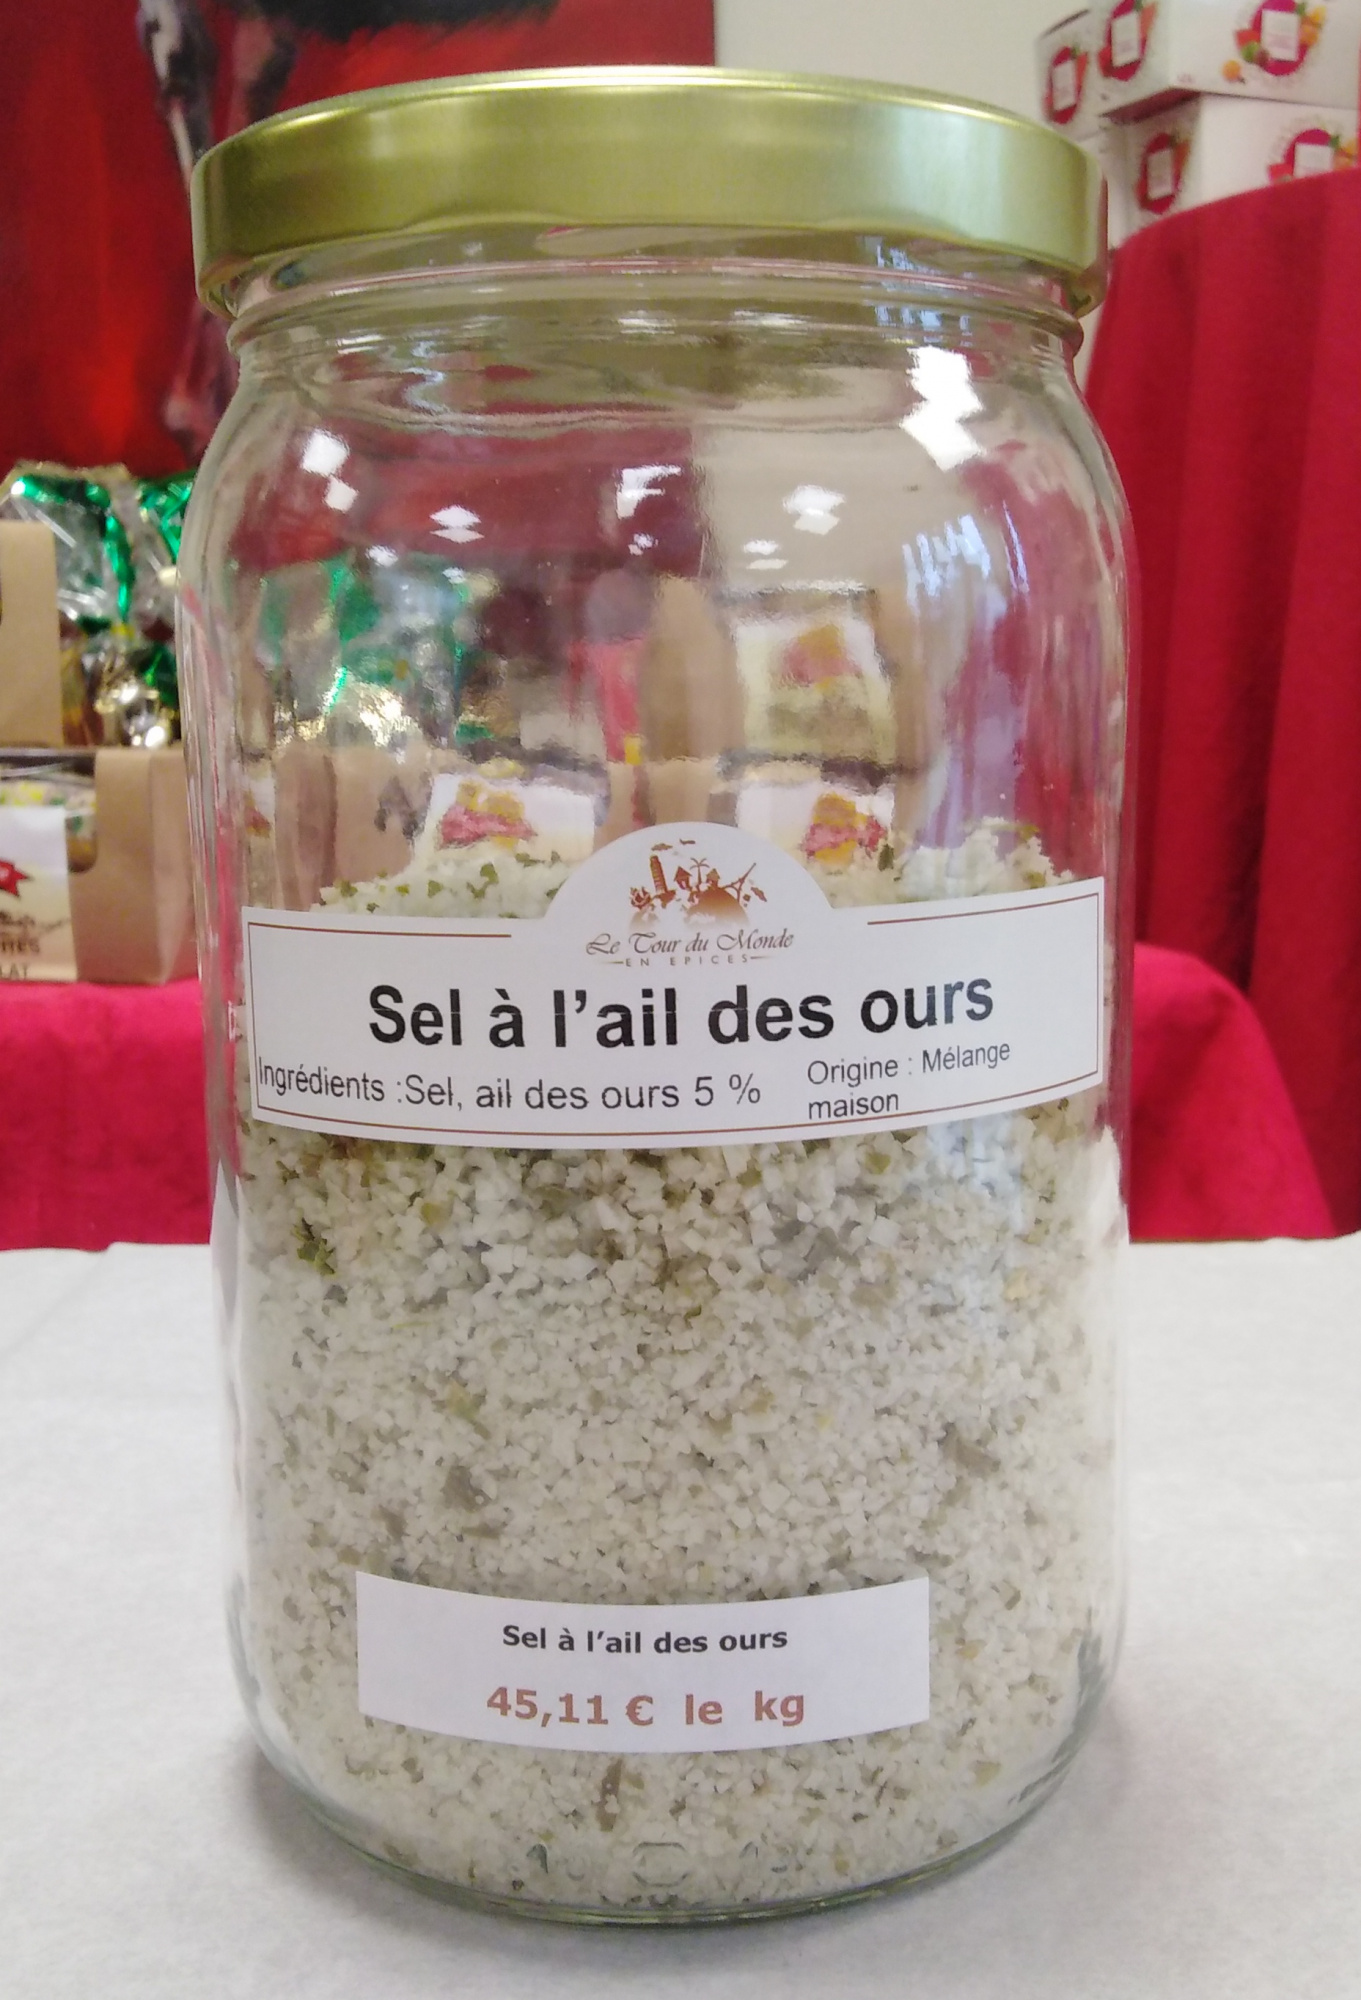 Le Tour du Monde
EN EPICES
Sel à l’ail des ours
Ingrédients :Sel, ail des ours 5 %
Origine : Mélange
maison
Sel à l’ail des ours
45,11 € le kg